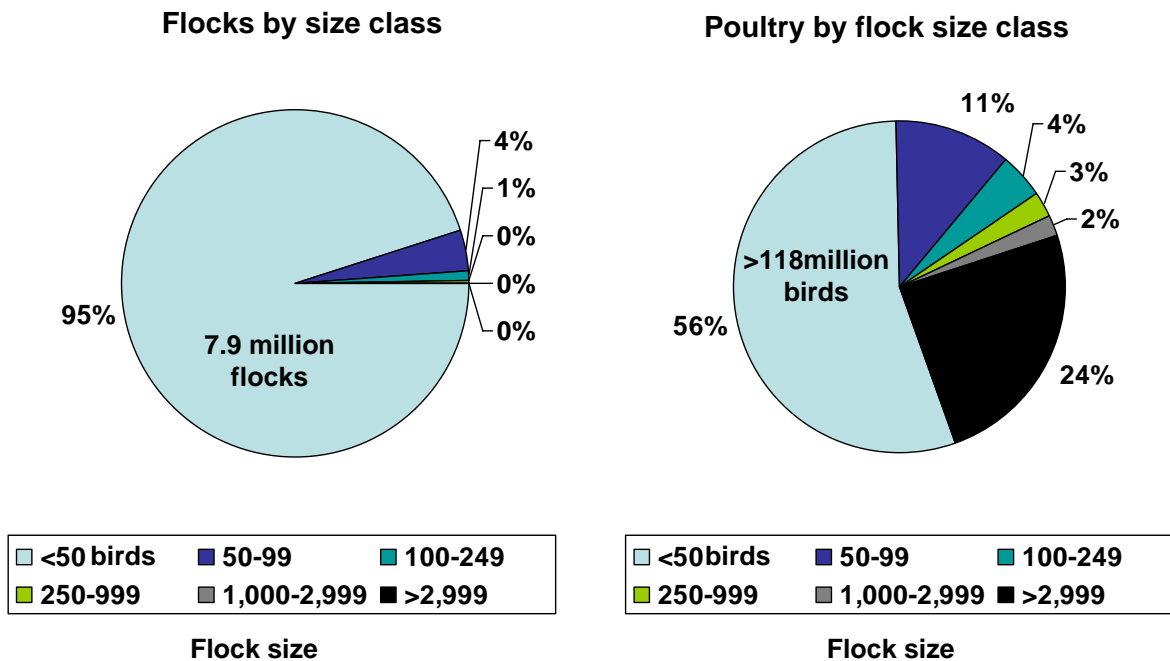 Flocks by size class
4%
1%
0%
0%
0%
95%
7.9 million
flocks
<50 birds 50-99 100-249
250-999 1,000-2,999 >2,999
Flock size
Poultry by flock size class
11%
4%
3%
2%
>118million
birds
56%
24%
<50birds 50-99 100-249
250-999 1,000-2,999 >2,999
Flock size